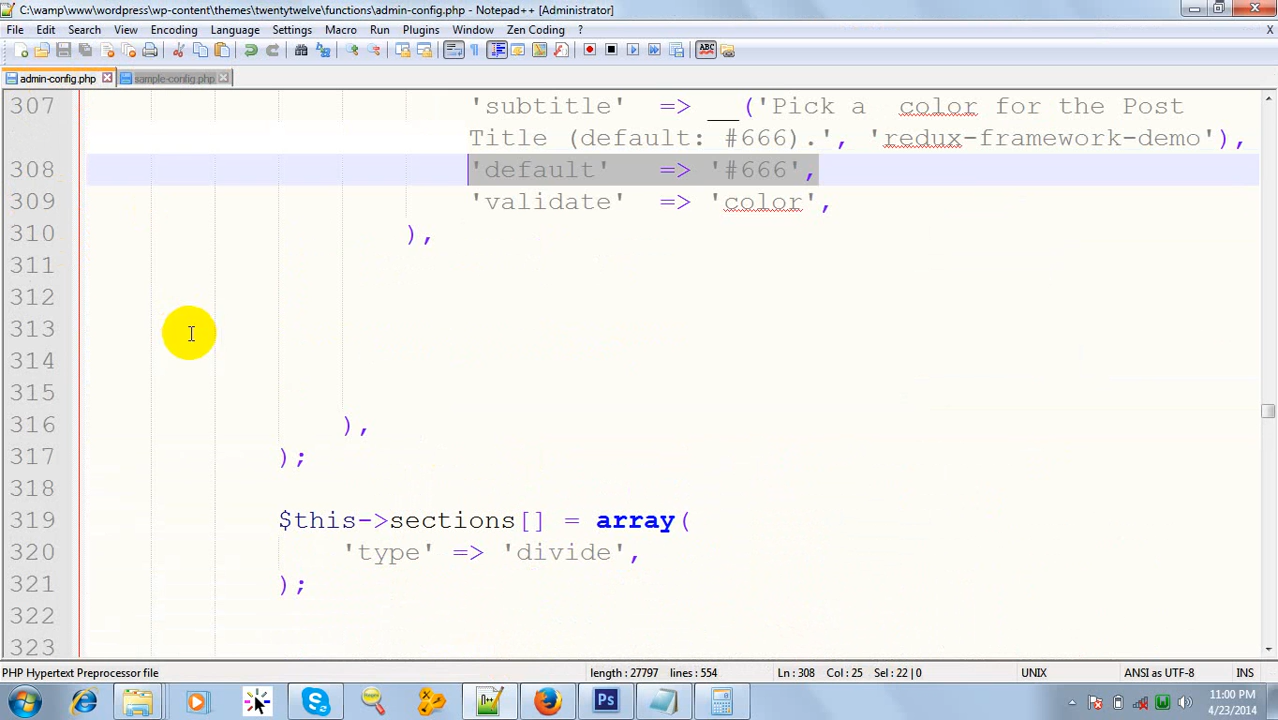 C:\wamp\www\wordpress\wp-content\themes\twentytwelve\functions\admin-config.php - Notepad++ [Administrator]
File Edit Search View Encoding Language Settings Macro Run Plugins Window Zen Coding ? X
admin-config.php sample-config.php
307 'subtitle' => __('Pick a color for the Post
Title (default: #666).', 'redux-framework-demo'),
308 'default' => '#666',
309 'validate' => 'color',
310 ),
311
312
313
314
315
316 ),
317 );
318
319 $this->sections[] = array(
320 'type' => 'divide',
321 );
322
323
PHP Hypertext Preprocessor file length : 27797 lines : 554 Ln : 308 Col : 25 Sel : 22 | 0 UNIX ANSI as UTF-8 INS
11:00 PM
4/23/2014